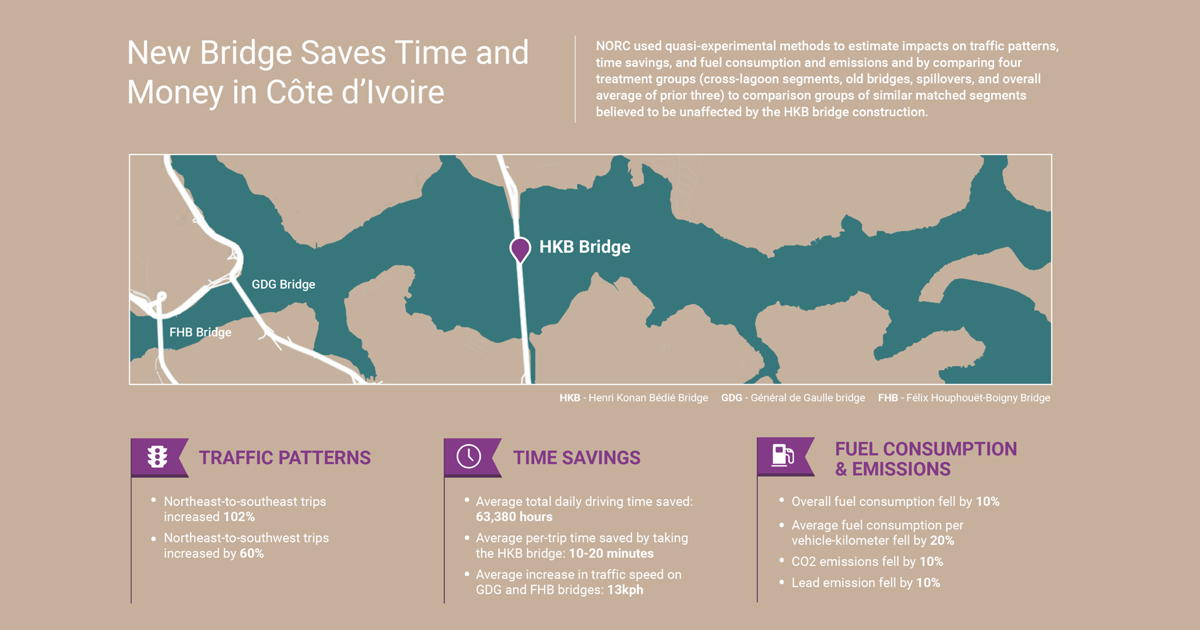 New Bridge Saves Time and
Money in Côte d’Ivoire
NORC used quasi-experimental methods to estimate impacts on traffic patterns,
time savings, and fuel consumption and emissions and by comparing four
treatment groups (cross-lagoon segments, old bridges, spillovers, and overall
average of prior three) to comparison groups of similar matched segments
believed to be unaffected by the HKB bridge construction.
HKB Bridge
GDG Bridge
FHB Bridge
HKB - Henri Konan Bédié Bridge GDG - Général de Gaulle bridge FHB - Félix Houphouët-Boigny Bridge
TRAFFIC PATTERNS
• Northeast-to-southeast trips
increased 102%
• Northeast-to-southwest trips
increased by 60%
TIME SAVINGS
• Average total daily driving time saved:
63,380 hours
• Average per-trip time saved by taking
the HKB bridge: 10-20 minutes
• Average increase in traffic speed on
GDG and FHB bridges: 13kph
FUEL CONSUMPTION
& EMISSIONS
• Overall fuel consumption fell by 10%
• Average fuel consumption per
vehicle-kilometer fell by 20%
• CO2 emissions fell by 10%
• Lead emission fell by 10%